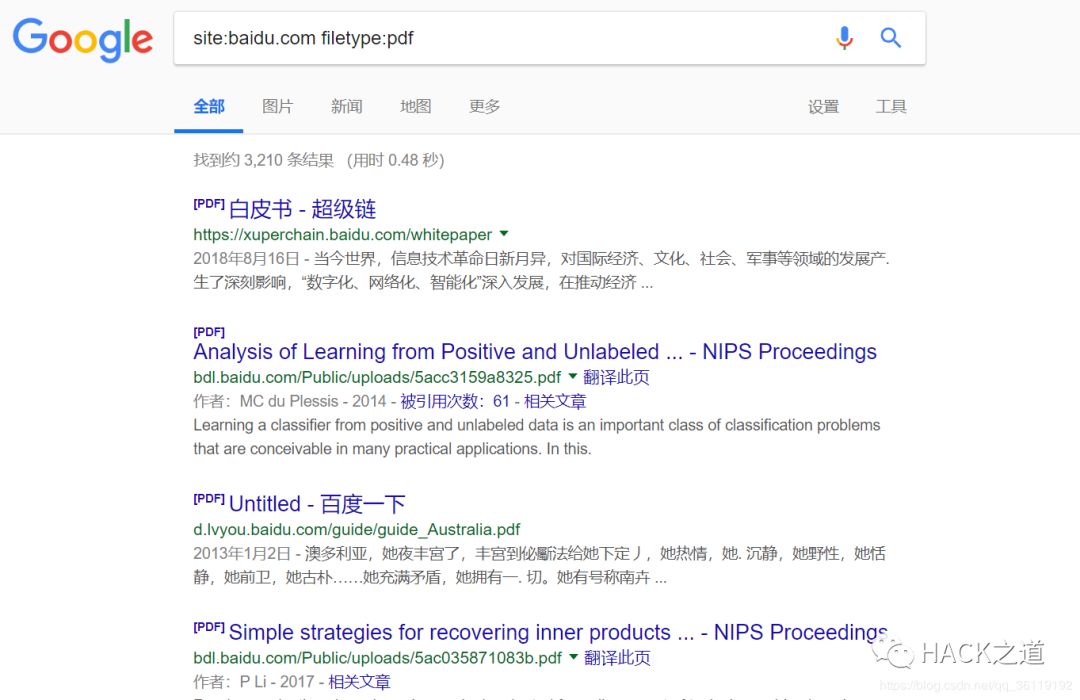 Google
site:baidu.com filetype:pdf
全部 图片 新闻 地图 更多 设置 工具
找到约 3,210 条结果 (用时 0.48 秒)
[PDF] 白皮书 - 超级链
https://xuperchain.baidu.com/whitepaper
2018年8月16日 - 当今世界，信息技术革命日新月异，对国际经济、文化、社会、军事等领域的发展产.
生了深刻影响，“数字化、网络化、智能化”深入发展，在推动经济 ...
[PDF]
Analysis of Learning from Positive and Unlabeled ... - NIPS Proceedings
bdl.baidu.com/Public/uploads/5acc3159a8325.pdf 翻译此页
作者：MC du Plessis - 2014 - 被引用次数：61 - 相关文章
Learning a classifier from positive and unlabeled data is an important class of classification problems
that are conceivable in many practical applications. In this.
[PDF] Untitled - 百度一下
d.lvyou.baidu.com/guide/guide_Australia.pdf
2013年1月2日 - 澳多利亚，她夜丰宫了，丰宫到佖毈法给她下定丿，她热情，她. 沉静，她野性，她恬
静，她前卫，她古朴……她充满矛盾，她拥有一. 切。她有号称南卉 ...
[PDF] Simple strategies for recovering inner products ... - NIPS Proceedings
bdl.baidu.com/Public/uploads/5ac035871083b.pdf 翻译此页
作者：P Li - 2017 - 相关文章
HACK之道
https://blog.csdn.net/qq_36119192